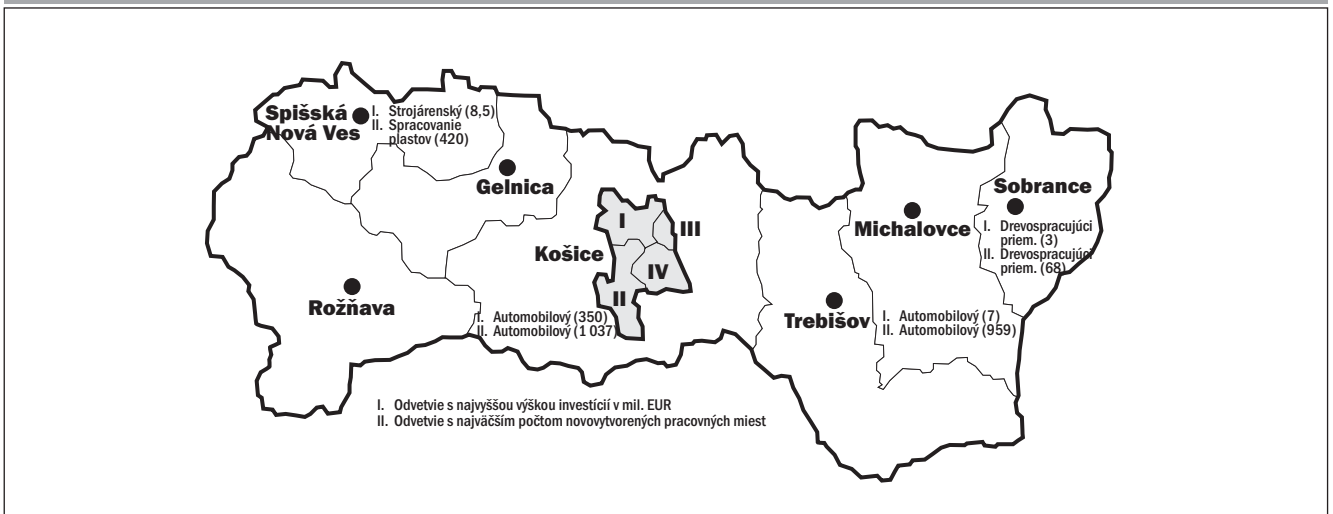 Spišská
Nová Ves
I. Strojárenský (8,5)
II. Spracovanie
plastov (420)
Gelnica
Rožňava
Košice
I
III
IV
II
I. Automobilový (350)
II. Automobilový (1 037)
Trebišov
Michalovce
I. Automobilový (7)
II. Automobilový (959)
Sobrance
I. Drevospracujúci
priem. (3)
II. Drevospracujúci
priem. (68)
I. Odvetvie s najvyššou výškou investícií v mil. EUR
II. Odvetvie s najväčším počtom novovytvorených pracovných miest